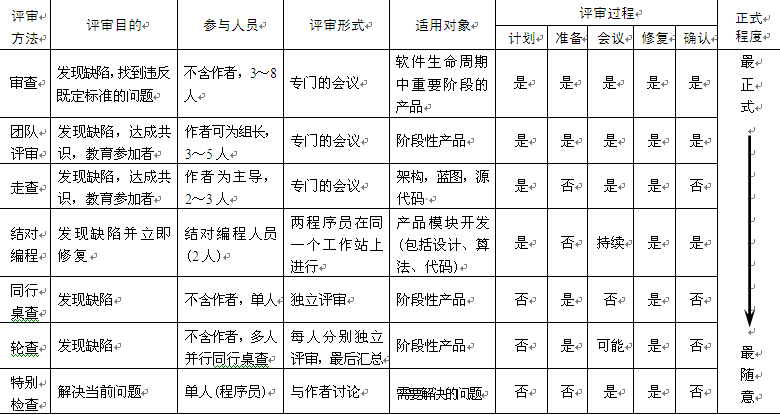 评审方法 评审目的 参与人员 评审形式 适用对象 评审过程 正式程度
计划 准备 会议 修复 确认
审查 发现缺陷,找到违反既定标准的问题 不含作者,3～8人 专门的会议 软件生命周期中重要阶段的产品 是 是 是 是 是 最正式
团队评审 发现缺陷，达成共识，教育参加者 作者可为组长，3～5人 专门的会议 阶段性产品 是 是 是 是 是
走查 发现缺陷，达成共识，教育参加者 作者为主导，2～3人 专门的会议 架构，蓝图，源代码 是 否 是 是 否
结对编程 发现缺陷并立即修复 结对编程人员(2人) 两程序员在同一个工作站上进行 产品模块开发(包括设计、算法、代码) 是 否 持续 是 是
同行桌查 发现缺陷 不含作者，单人 独立评审 阶段性产品 否 是 否 是 否
轮查 发现缺陷 不含作者，多人并行同行桌查 每人分别独立评审，最后汇总 阶段性产品 否 是 可能 是 否
特别检查 解决当前问题 单人(程序员) 与作者讨论 需要解决的问题 否 否 是 是 否 最随意